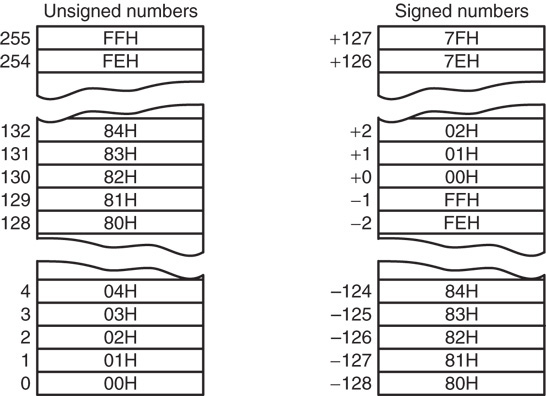 Unsigned numbers
255 FFH
254 FEH
132 84H
131 83H
130 82H
129 81H
128 80H
4 04H
3 03H
2 02H
1 01H
0 00H
Signed numbers
+127 7FH
+126 7EH
+2 02H
+1 01H
+0 00H
−1 FFH
−2 FEH
−124 84H
−125 83H
−126 82H
−127 81H
−128 80H